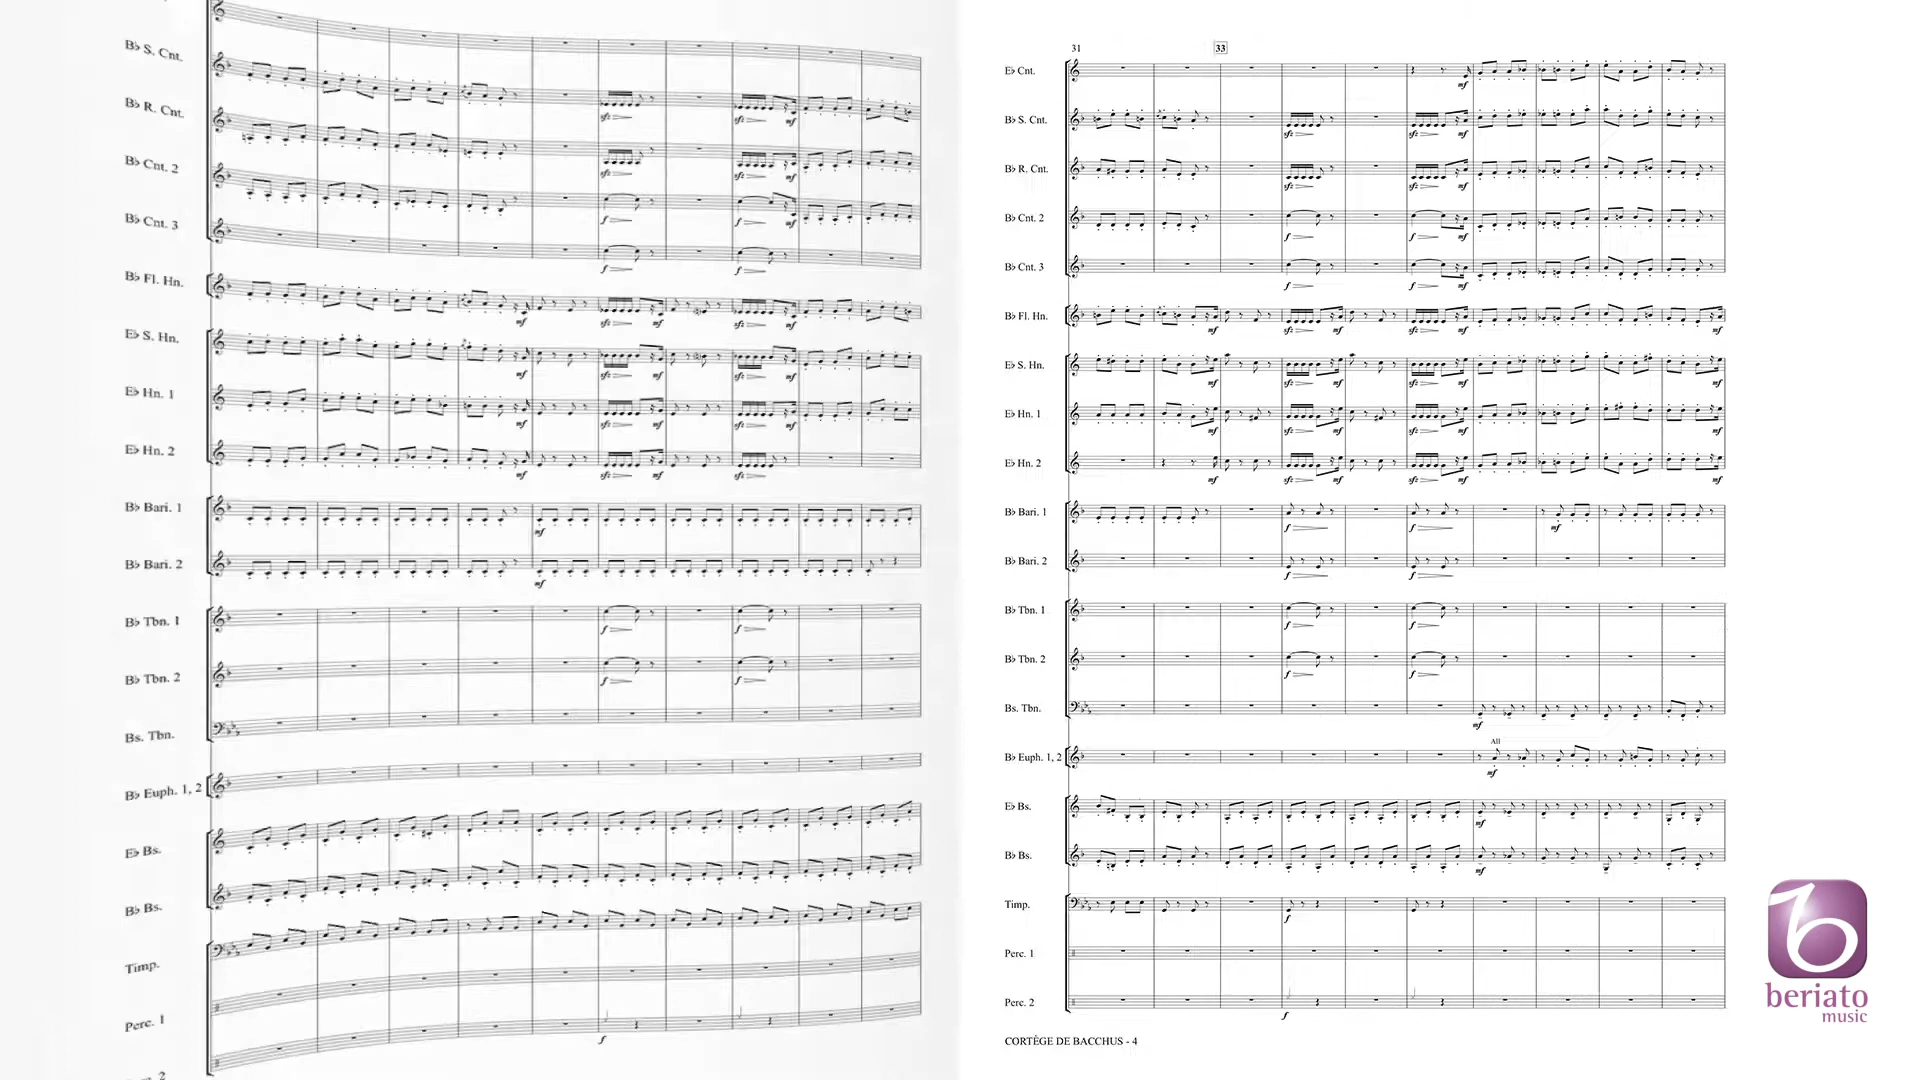 B♭ S. Cnt.
B♭ R. Cnt.
B♭ Cnt. 2
B♭ Cnt. 3
B♭ Fl. Hn.
E♭ S. Hn.
E♭ Hn. 1
E♭ Hn. 2
B♭ Bari. 1
B♭ Bari. 2
B♭ Tbn. 1
B♭ Tbn. 2
Bs. Tbn.
B♭ Euph. 1, 2
E♭ Bs.
B♭ Bs.
Timp.
Perc. 1
2
31
33
E♭ Cnt.
B♭ S. Cnt.
B♭ R. Cnt.
B♭ Cnt. 2
B♭ Cnt. 3
B♭ Fl. Hn.
E♭ S. Hn.
E♭ Hn. 1
E♭ Hn. 2
B♭ Bari. 1
B♭ Bari. 2
B♭ Tbn. 1
B♭ Tbn. 2
Bs. Tbn.
All
B♭ Euph. 1, 2
E♭ Bs.
B♭ Bs.
Timp.
Perc. 1
Perc. 2
CORTÈGE DE BACCHUS - 4
beriato
music